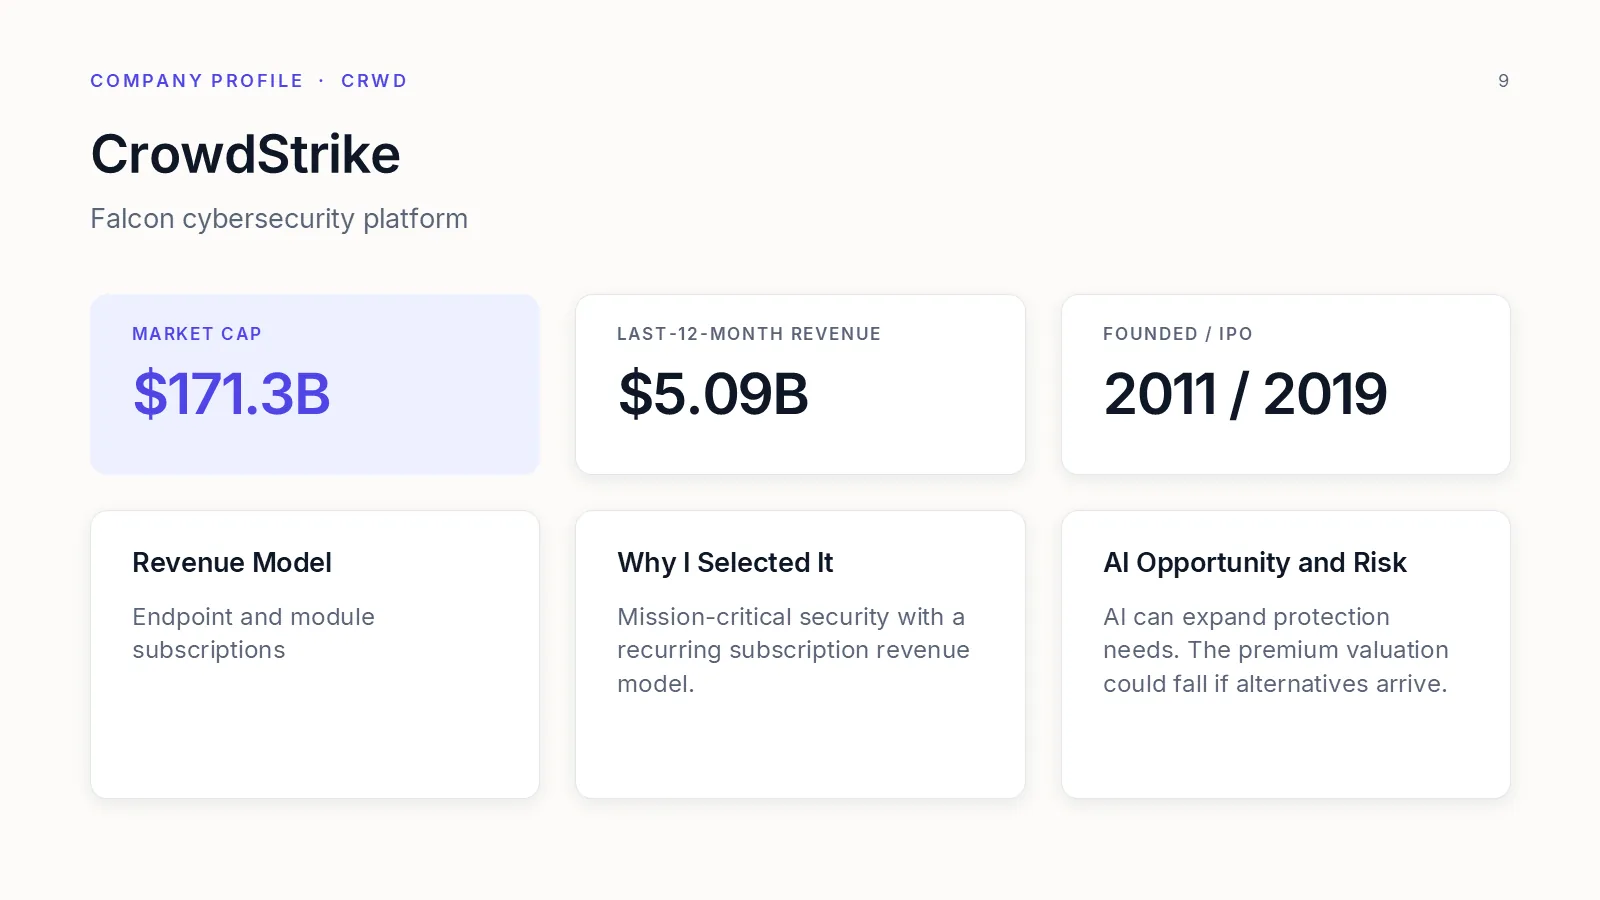 COMPANY PROFILE · CRWD
9
CrowdStrike
Falcon cybersecurity platform
MARKET CAP
$171.3B
LAST-12-MONTH REVENUE
$5.09B
FOUNDED / IPO
2011 / 2019
Revenue Model
Endpoint and module
subscriptions
Why I Selected It
Mission-critical security with a
recurring subscription revenue
model.
AI Opportunity and Risk
AI can expand protection
needs. The premium valuation
could fall if alternatives arrive.